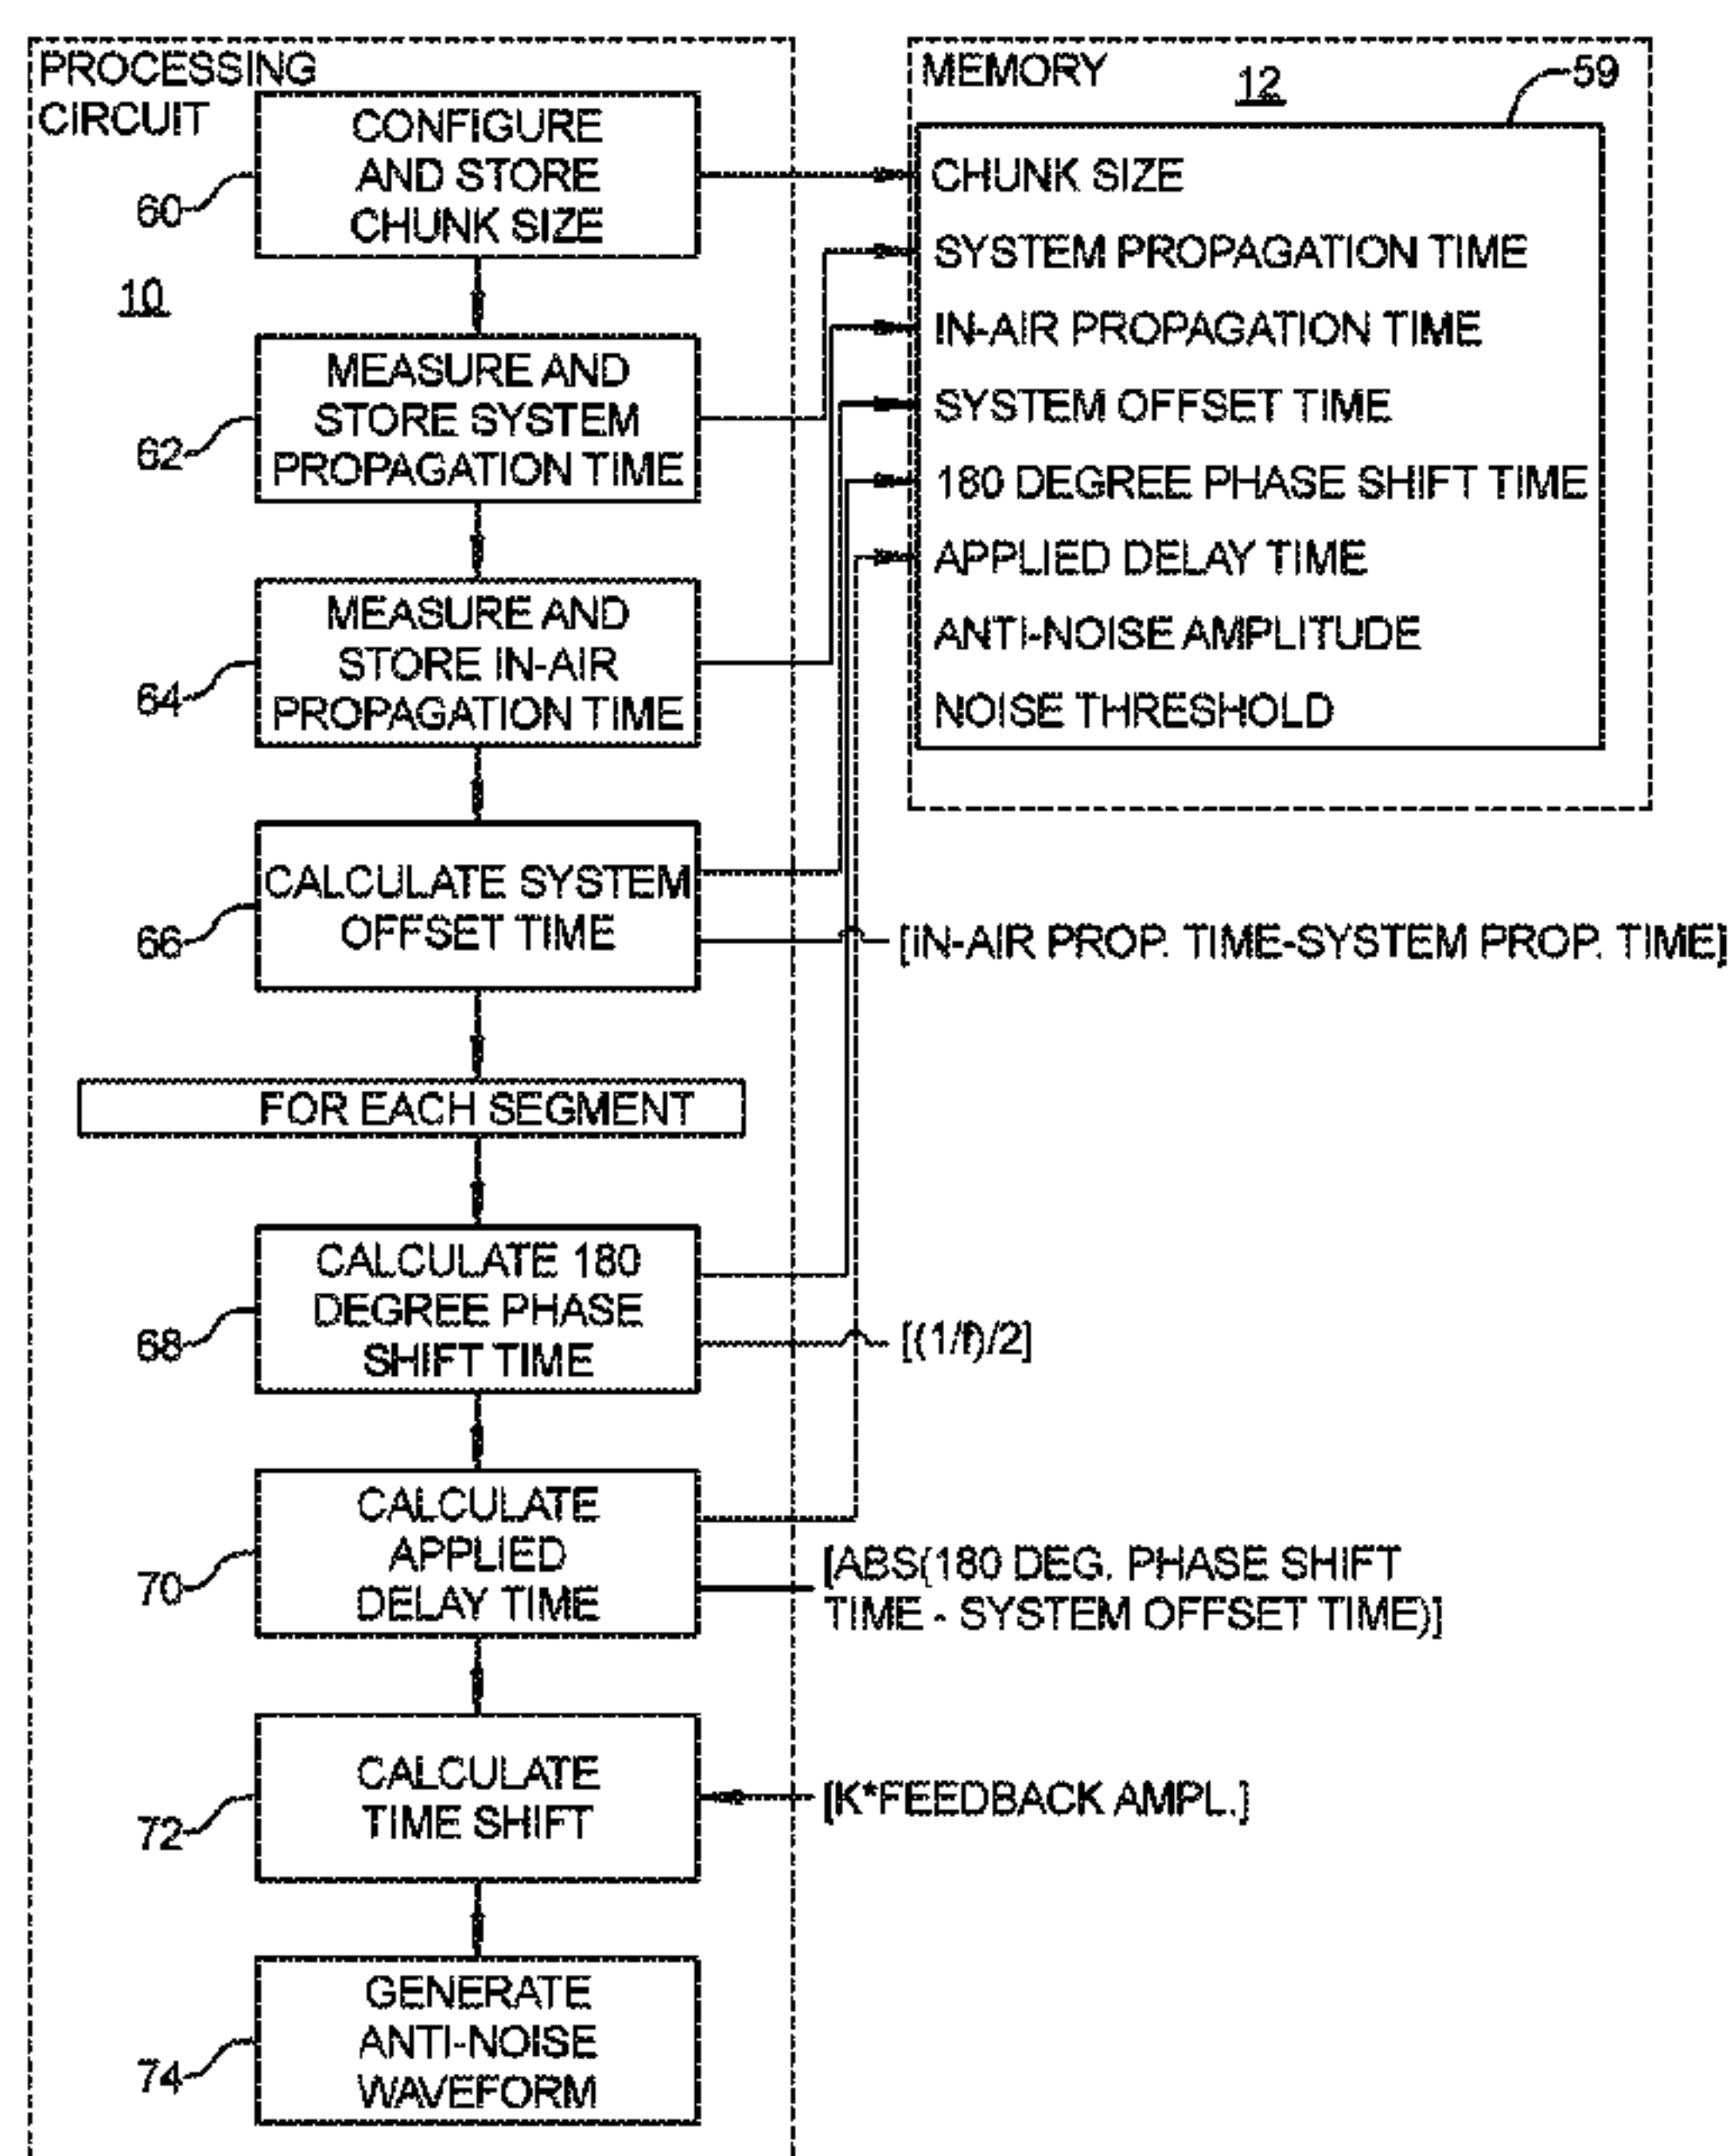 PROCESSING
CIRCUIT
10
60
CONFIGURE
AND STORE
CHUNK SIZE
62
MEASURE AND
STORE SYSTEM
PROPAGATION TIME
64
MEASURE AND
STORE IN-AIR
PROPAGATION TIME
66
CALCULATE SYSTEM
OFFSET TIME
[IN-AIR PROP. TIME-SYSTEM PROP. TIME]
FOR EACH SEGMENT
68
CALCULATE 180
DEGREE PHASE
SHIFT TIME
[(1/f)/2]
70
CALCULATE
APPLIED
DELAY TIME
[ABS(180 DEG. PHASE SHIFT
TIME - SYSTEM OFFSET TIME)]
72
CALCULATE
TIME SHIFT
[K*FEEDBACK AMPL.]
74
GENERATE
ANTI-NOISE
WAVEFORM
MEMORY
12
59
CHUNK SIZE
SYSTEM PROPAGATION TIME
IN-AIR PROPAGATION TIME
SYSTEM OFFSET TIME
180 DEGREE PHASE SHIFT TIME
APPLIED DELAY TIME
ANTI-NOISE AMPLITUDE
NOISE THRESHOLD